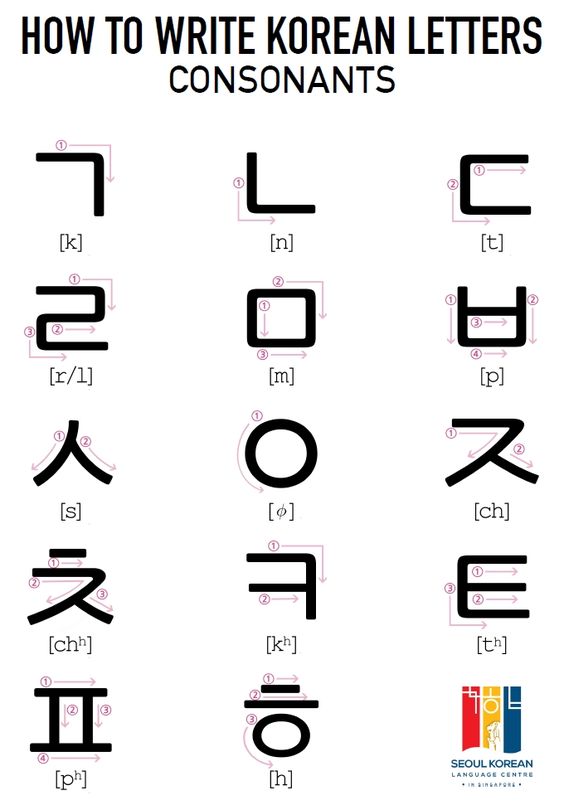 HOW TO WRITE KOREAN LETTERS
CONSONANTS
① ① ①
ㄱ ㄴ ② ㄷ
[k] [n] [t]
① ② ① ②
③ ② ㄹ ① ㅁ ③ ㅂ
③ ④
[r/l] [m] [p]
① ② ① ① ②
ㅅ ㅇ ㅈ
[s] [ϕ] [ch]
① ② ③ ① ② ① ② ③
ㅊ ㅋ ㅌ
[chʰ] [kʰ] [tʰ]
① ② ③ ④ ① ② ③
ㅍ ㅎ
[pʰ] [h]
학당
SEOUL KOREAN
LANGUAGE CENTRE
• IN SINGAPORE •